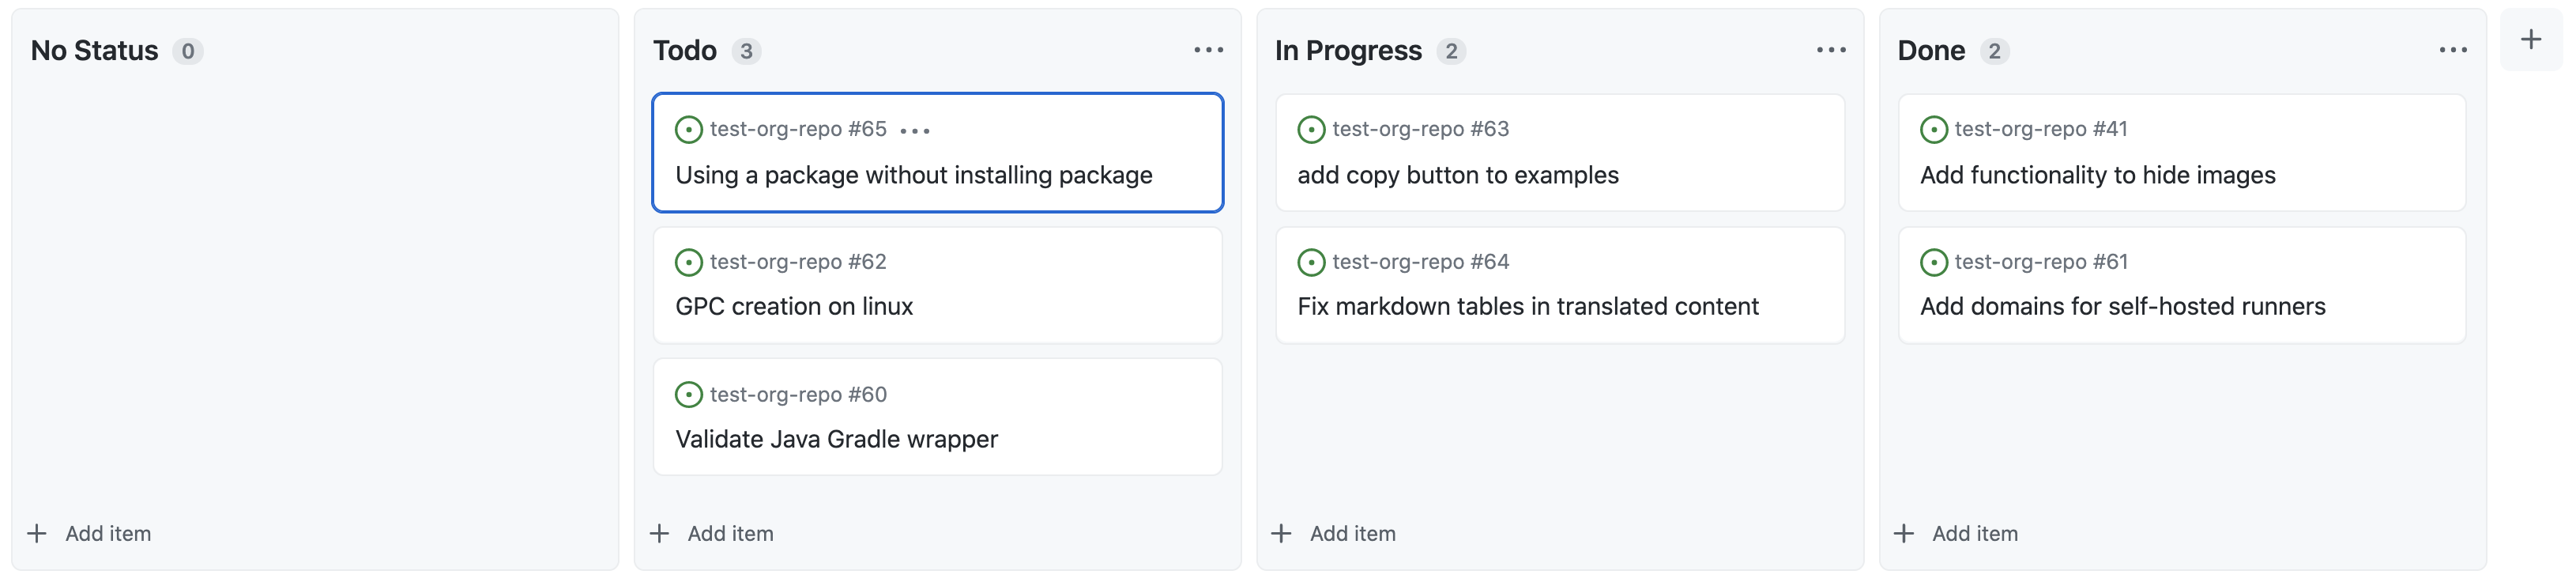 No Status 0
Add item
Todo 3
test-org-repo #65
Using a package without installing package
test-org-repo #62
GPC creation on linux
test-org-repo #60
Validate Java Gradle wrapper
Add item
In Progress 2
test-org-repo #63
add copy button to examples
test-org-repo #64
Fix markdown tables in translated content
Add item
Done 2
test-org-repo #41
Add functionality to hide images
test-org-repo #61
Add domains for self-hosted runners
Add item